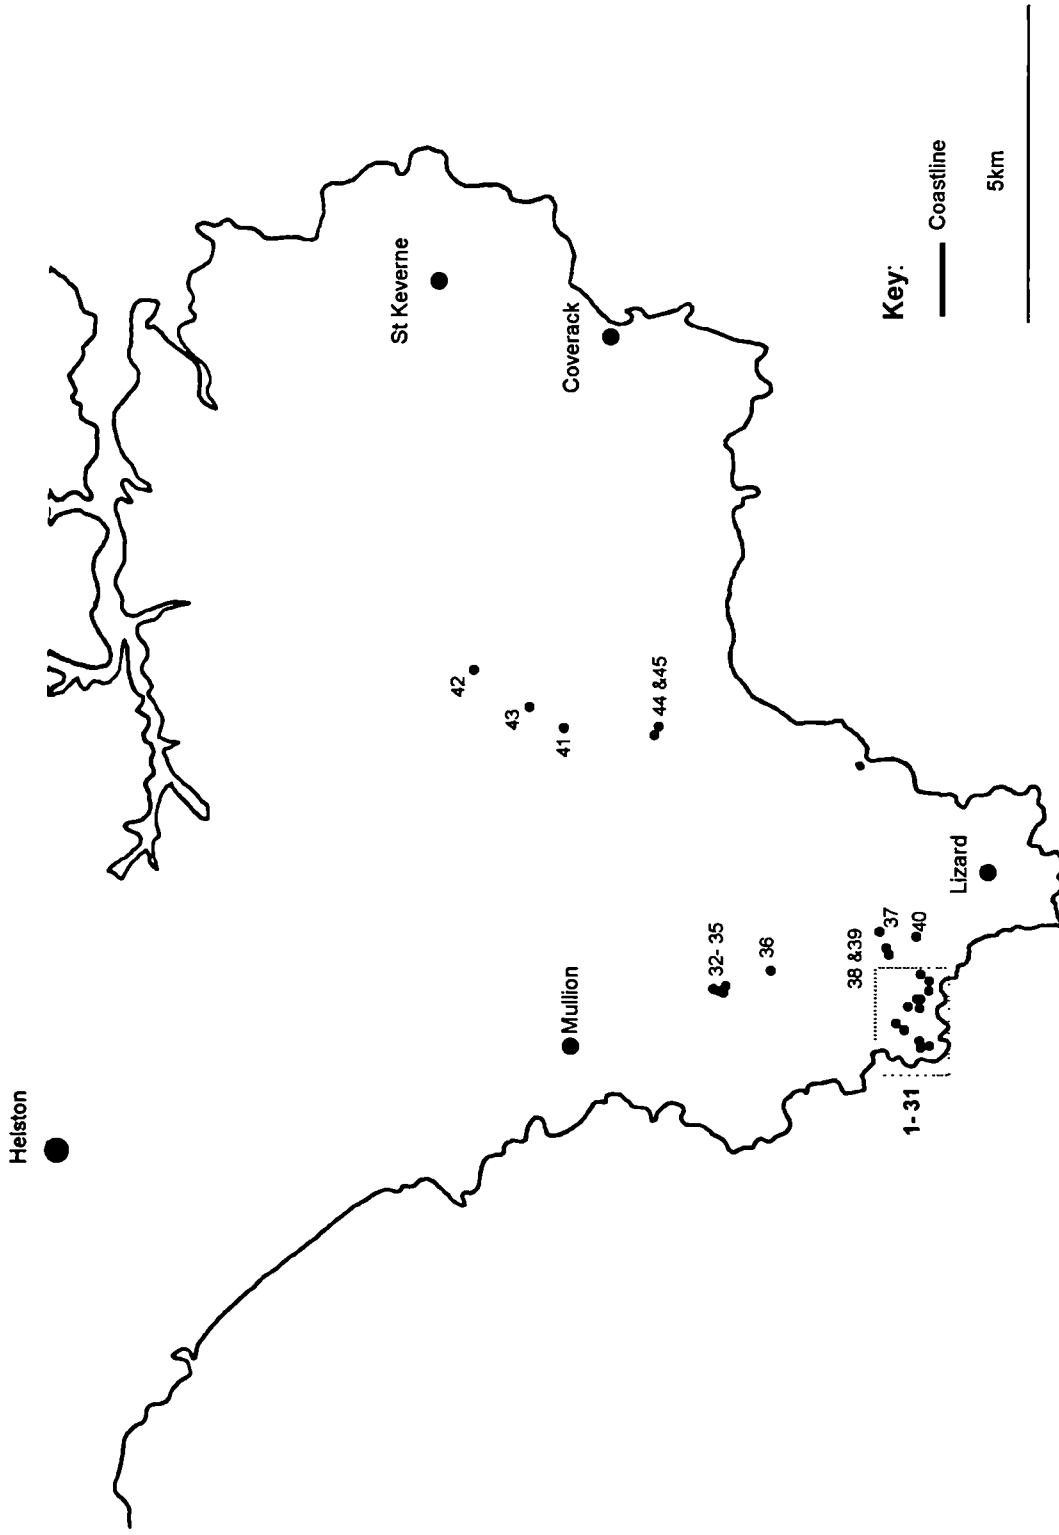 Helston
St Keverne
Coverack
Mullion
Lizard
42
43
41
44 &45
32- 35
36
38 &39
37
40
1- 31
Key:
Coastline
5km